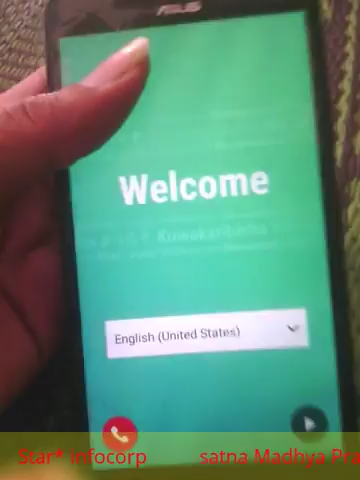 ASUS
Welcome
English (United States)
Star* infocorp satna Madhya Pra